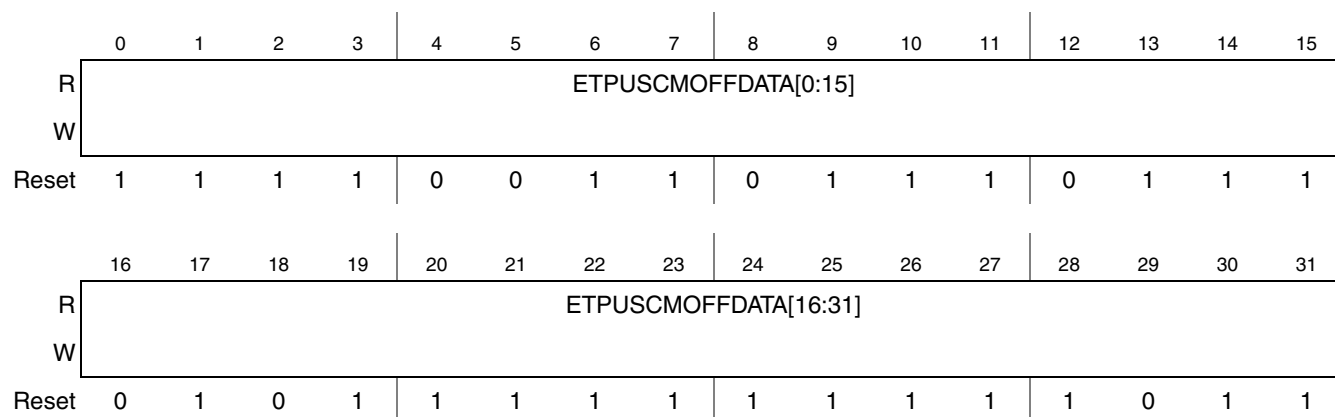 0 1 2 3 4 5 6 7 8 9 10 11 12 13 14 15
R ETPUSCMOFFDATA[0:15]
W
Reset 1 1 1 1 0 0 1 1 0 1 1 1 0 1 1 1
16 17 18 19 20 21 22 23 24 25 26 27 28 29 30 31
R ETPUSCMOFFDATA[16:31]
W
Reset 0 1 0 1 1 1 1 1 1 1 1 1 1 0 1 1